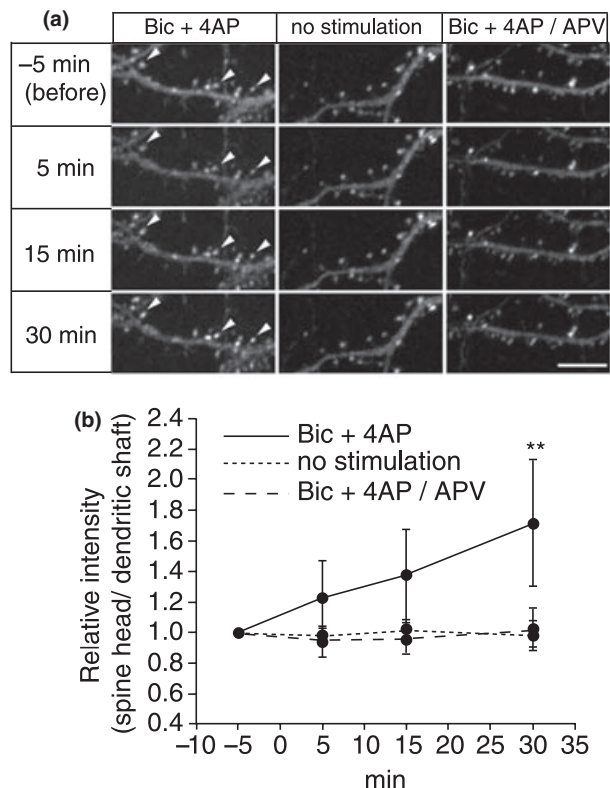 (a)
Bic + 4AP no stimulation Bic + 4AP / APV
–5 min
(before)
5 min
15 min
30 min
(b)
Relative intensity
(spine head/ dendritic shaft)
2.4
2.2
2.0
1.8
1.6
1.4
1.2
1.0
0.8
0.6
0.4
Bic + 4AP
no stimulation
Bic + 4AP / APV
**
–10 –5 0 5 10 15 20 25 30 35
min